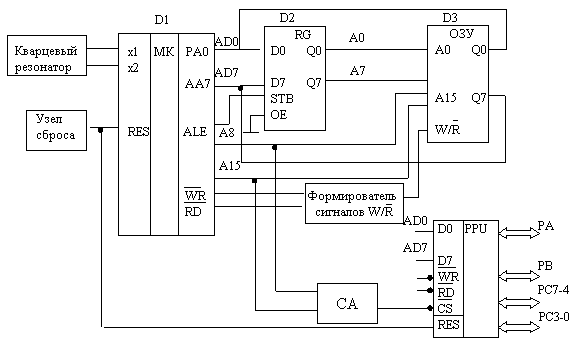 D1
D2
D3
Кварцевый
резонатор
x1
x2
МК
PA0
AD0
AD7
AA7
RES
ALE
A8
A15
WR
RD
RG
D0
Q0
D7
Q7
STB
OE
A0
A7
ОЗУ
A0
Q0
Q7
A15
W/R̅
Узел
сброса
Формирователь
сигналов W/R̅
AD0
AD7
D0
PPU
D7
WR
RD
CS
RES
CA
PA
PB
PC7-4
PC3-0